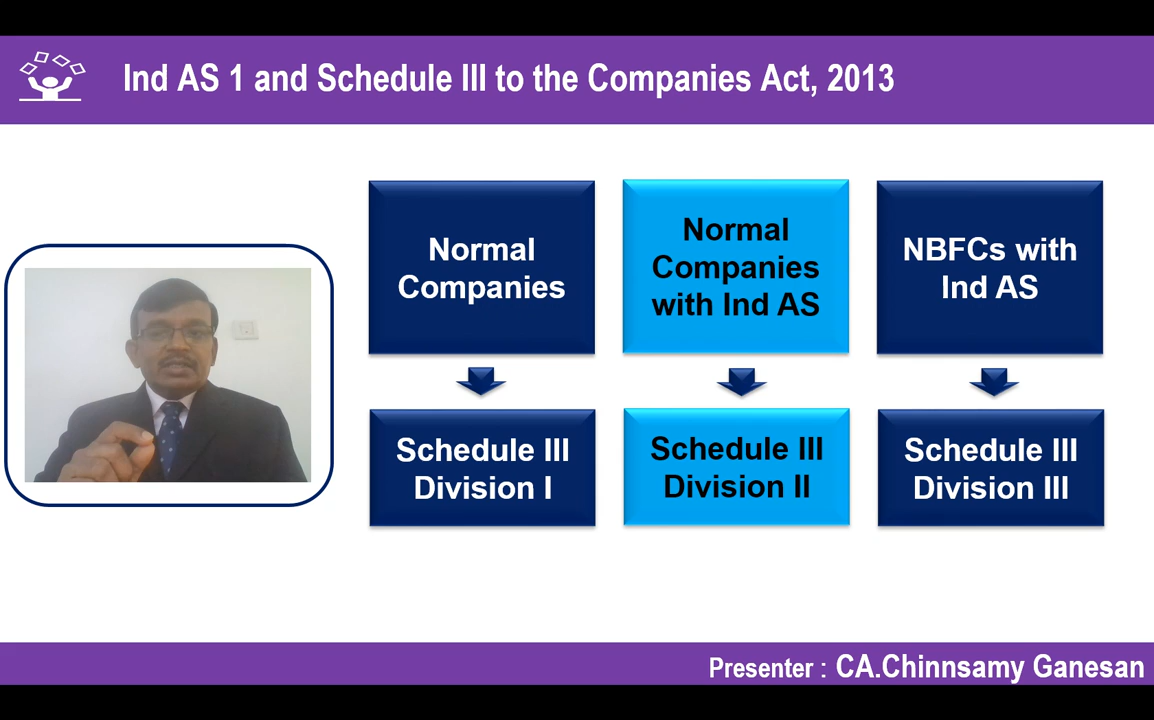 Ind AS 1 and Schedule III to the Companies Act, 2013
Normal
Companies
Normal
Companies
with Ind AS
NBFCs with
Ind AS
Schedule III
Division I
Schedule III
Division II
Schedule III
Division III
Presenter : CA.Chinnsamy Ganesan